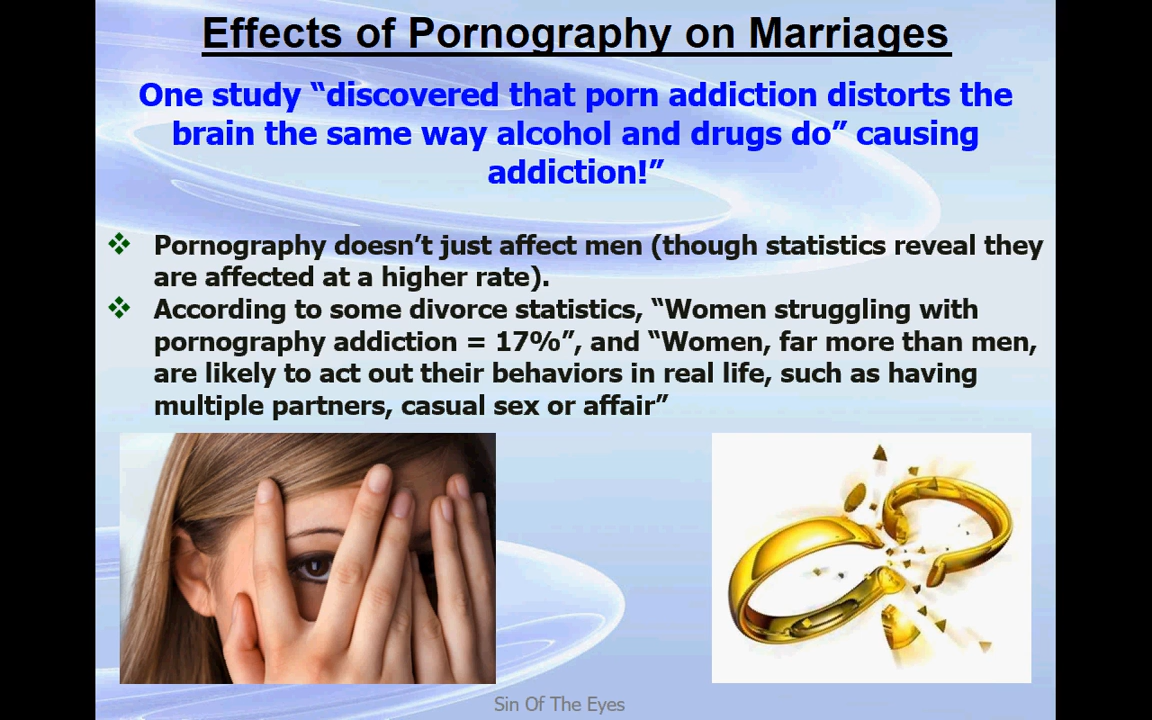 Effects of Pornography on Marriages
One study “discovered that porn addiction distorts the
brain the same way alcohol and drugs do” causing
addiction!”
Pornography doesn’t just affect men (though statistics reveal they
are affected at a higher rate).
According to some divorce statistics, “Women struggling with
pornography addiction = 17%”, and “Women, far more than men,
are likely to act out their behaviors in real life, such as having
multiple partners, casual sex or affair”
Sin Of The Eyes